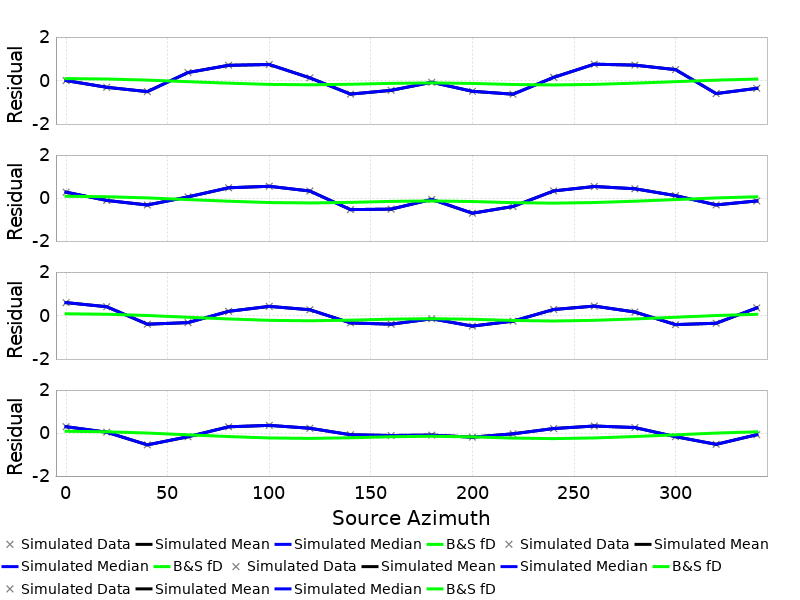 2
0
-2
Residual
2
0
-2
Residual
2
0
-2
Residual
2
0
-2
Residual
0 50 100 150 200 250 300
Source Azimuth
× Simulated Data Simulated Mean Simulated Median B&S fD × Simulated Data Simulated Mean
Simulated Median B&S fD × Simulated Data Simulated Mean Simulated Median B&S fD
× Simulated Data Simulated Mean Simulated Median B&S fD